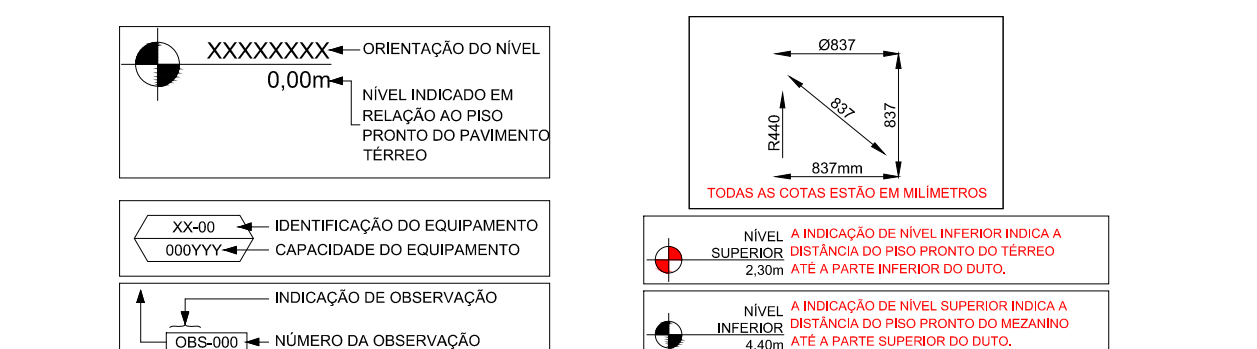 XXXXXXXX
ORIENTAÇÃO DO NÍVEL
0,00m
NÍVEL INDICADO EM
RELAÇÃO AO PISO
PRONTO DO PAVIMENTO
TÉRREO
XX-00
IDENTIFICAÇÃO DO EQUIPAMENTO
000YYY
CAPACIDADE DO EQUIPAMENTO
INDICAÇÃO DE OBSERVAÇÃO
OBS-000
NÚMERO DA OBSERVAÇÃO
Ø837
837
837
R440
837mm
TODAS AS COTAS ESTÃO EM MILÍMETROS
NÍVEL
SUPERIOR
2,30m
A INDICAÇÃO DE NÍVEL INFERIOR INDICA A
DISTÂNCIA DO PISO PRONTO DO TÉRREO
ATÉ A PARTE INFERIOR DO DUTO.
NÍVEL
INFERIOR
4,40m
A INDICAÇÃO DE NÍVEL SUPERIOR INDICA A
DISTÂNCIA DO PISO PRONTO DO MEZANINO
ATÉ A PARTE SUPERIOR DO DUTO.